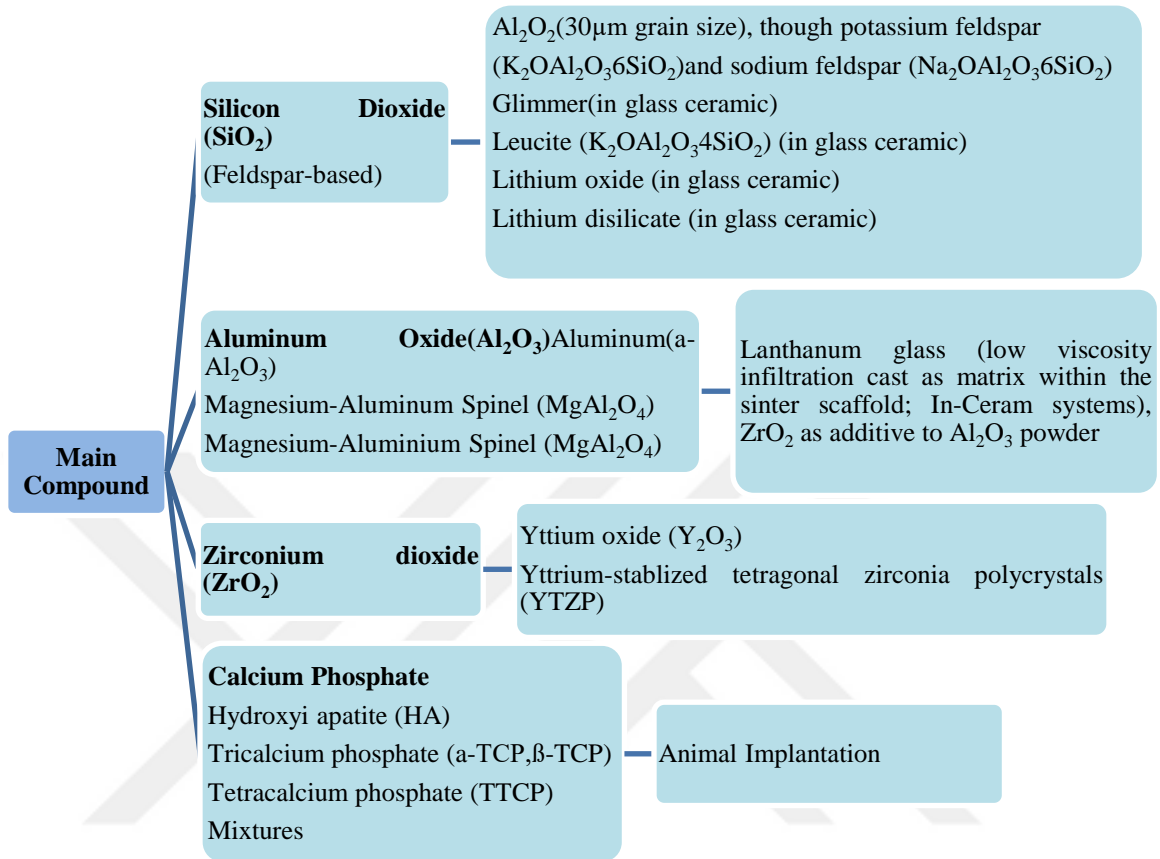 Main
Compound
Silicon Dioxide
(SiO₂)
(Feldspar-based)
Al₂O₂(30µm grain size), though potassium feldspar
(K₂OAl₂O₃6SiO₂)and sodium feldspar (Na₂OAl₂O₃6SiO₂)
Glimmer(in glass ceramic)
Leucite (K₂OAl₂O₃4SiO₂) (in glass ceramic)
Lithium oxide (in glass ceramic)
Lithium disilicate (in glass ceramic)
Aluminum Oxide(Al₂O₃)Aluminum(a-
Al₂O₃)
Magnesium-Aluminum Spinel (MgAl₂O₄)
Magnesium-Aluminium Spinel (MgAl₂O₄)
Lanthanum glass (low viscosity
infiltration cast as matrix within the
sinter scaffold; In-Ceram systems),
ZrO₂ as additive to Al₂O₃ powder
Zirconium dioxide
(ZrO₂)
Yttium oxide (Y₂O₃)
Yttrium-stablized tetragonal zirconia polycrystals
(YTZP)
Calcium Phosphate
Hydroxyi apatite (HA)
Tricalcium phosphate (a-TCP,ß-TCP)
Tetracalcium phosphate (TTCP)
Mixtures
Animal Implantation